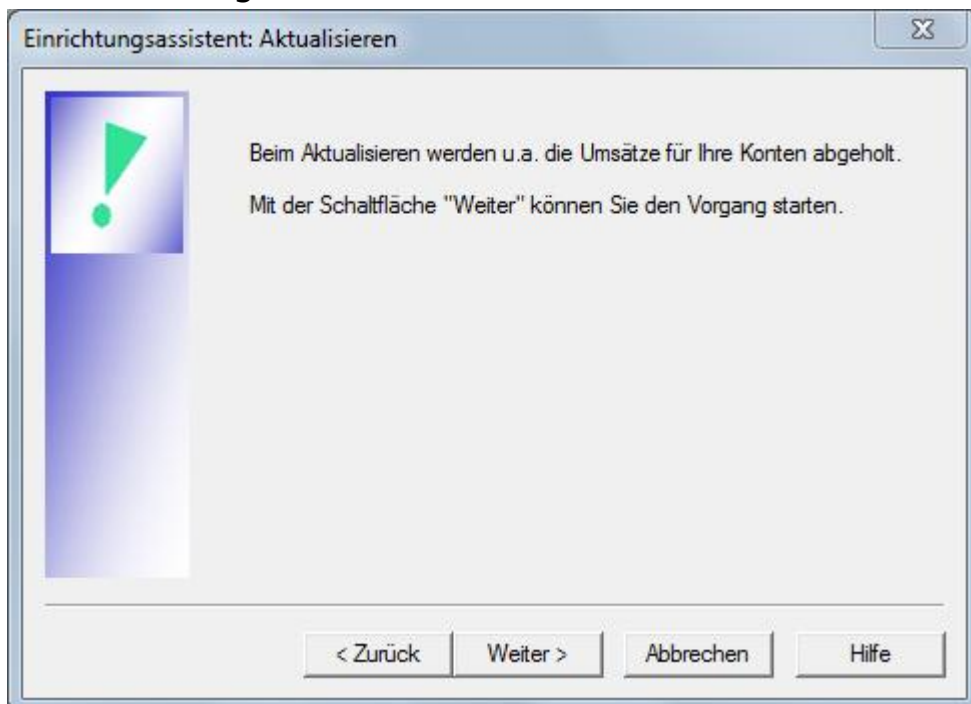 Einrichtungsassistent: Aktualisieren
Beim Aktualisieren werden u.a. die Umsätze für Ihre Konten abgeholt.
Mit der Schaltfläche "Weiter" können Sie den Vorgang starten.
< Zurück Weiter > Abbrechen Hilfe